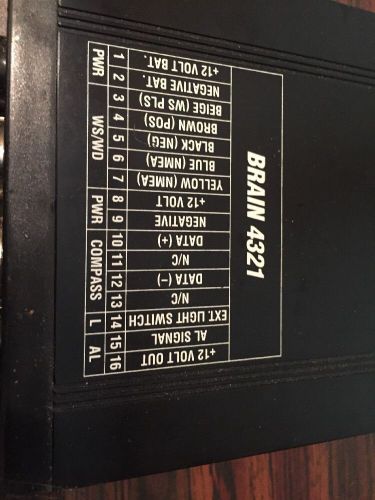 BRAIN 4321
PWR 1 +12 VOLT BAT.
2 NEGATIVE BAT.
WS/WD 3 BEIGE (WS PLS)
4 BROWN (POS)
5 BLACK (NEG)
6 BLUE (NMEA)
7 YELLOW (NMEA)
PWR 8 +12 VOLT
9 NEGATIVE
COMPASS 10 DATA (+)
11 N/C
12 DATA (–)
13 N/C
L 14 EXT. LIGHT SWITCH
AL 15 AL SIGNAL
16 +12 VOLT OUT